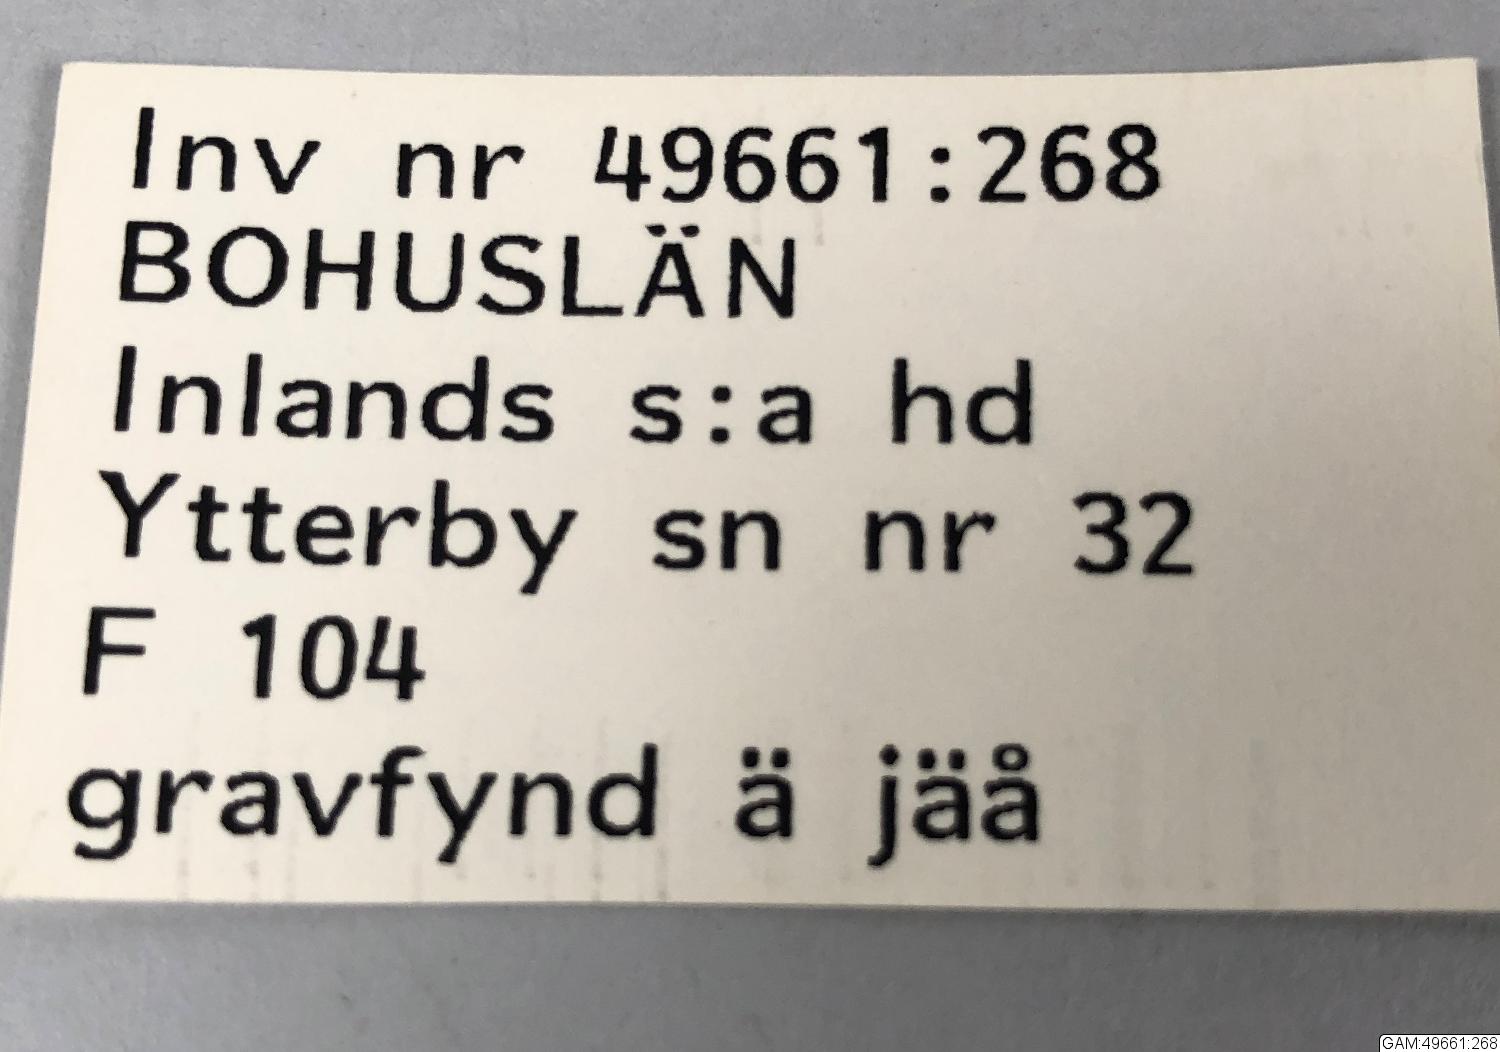 Inv nr 49661:268
BOHUSLÄN
Inlands s:a hd
Ytterby sn nr 32
F 104
gravfynd ä jäå
GAM:49661:268